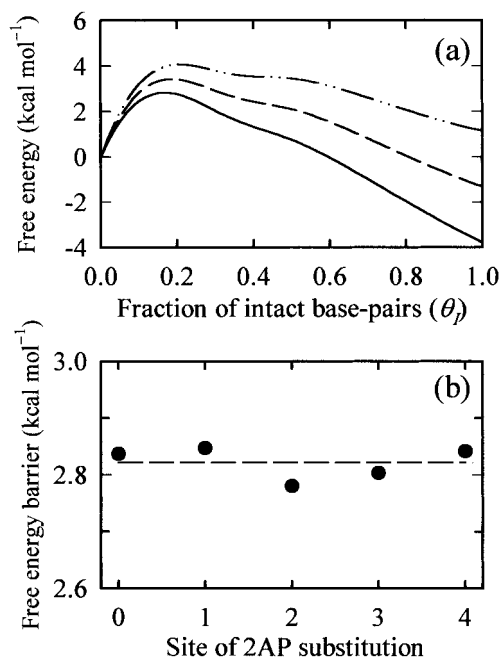 6
4
2
0
-2
-4
Free energy (kcal mol⁻¹)
(a)
0.0 0.2 0.4 0.6 0.8 1.0
Fraction of intact base-pairs (θ_I)
3.0
2.8
2.6
Free energy barrier (kcal mol⁻¹)
(b)
0 1 2 3 4
Site of 2AP substitution